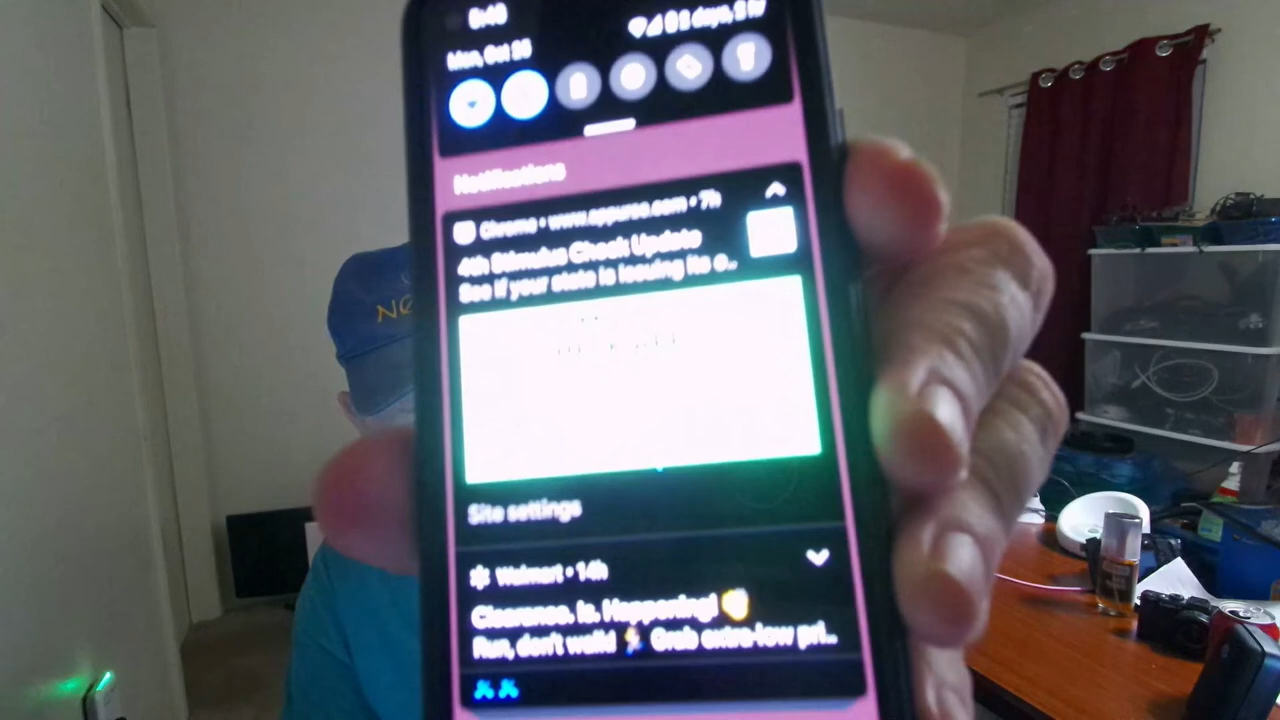 Mon, Oct
Notifications
Chrome • www.appurse.com • 7h
4th Stimulus Check Update
See if your state is issuing its o..
Site settings
Walmart • 14h
Clearance. Is. Happening!
Run, don't walk! Grab extra-low pri..